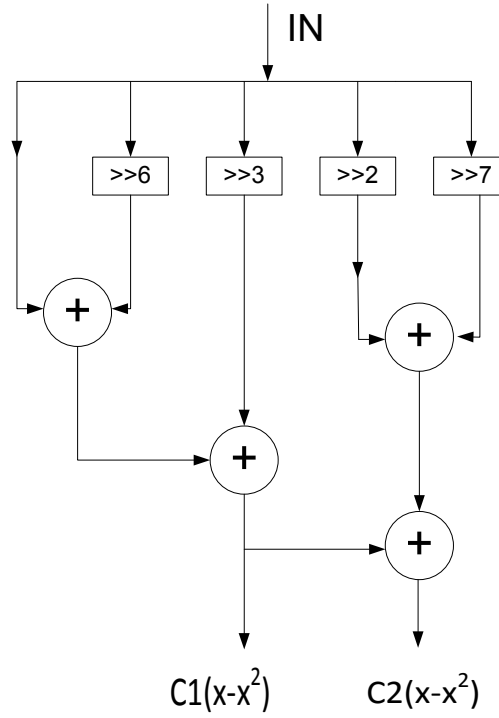 IN
>>6 >>3 >>2 >>7
+
+
+
+
C1(x-x²) C2(x-x²)